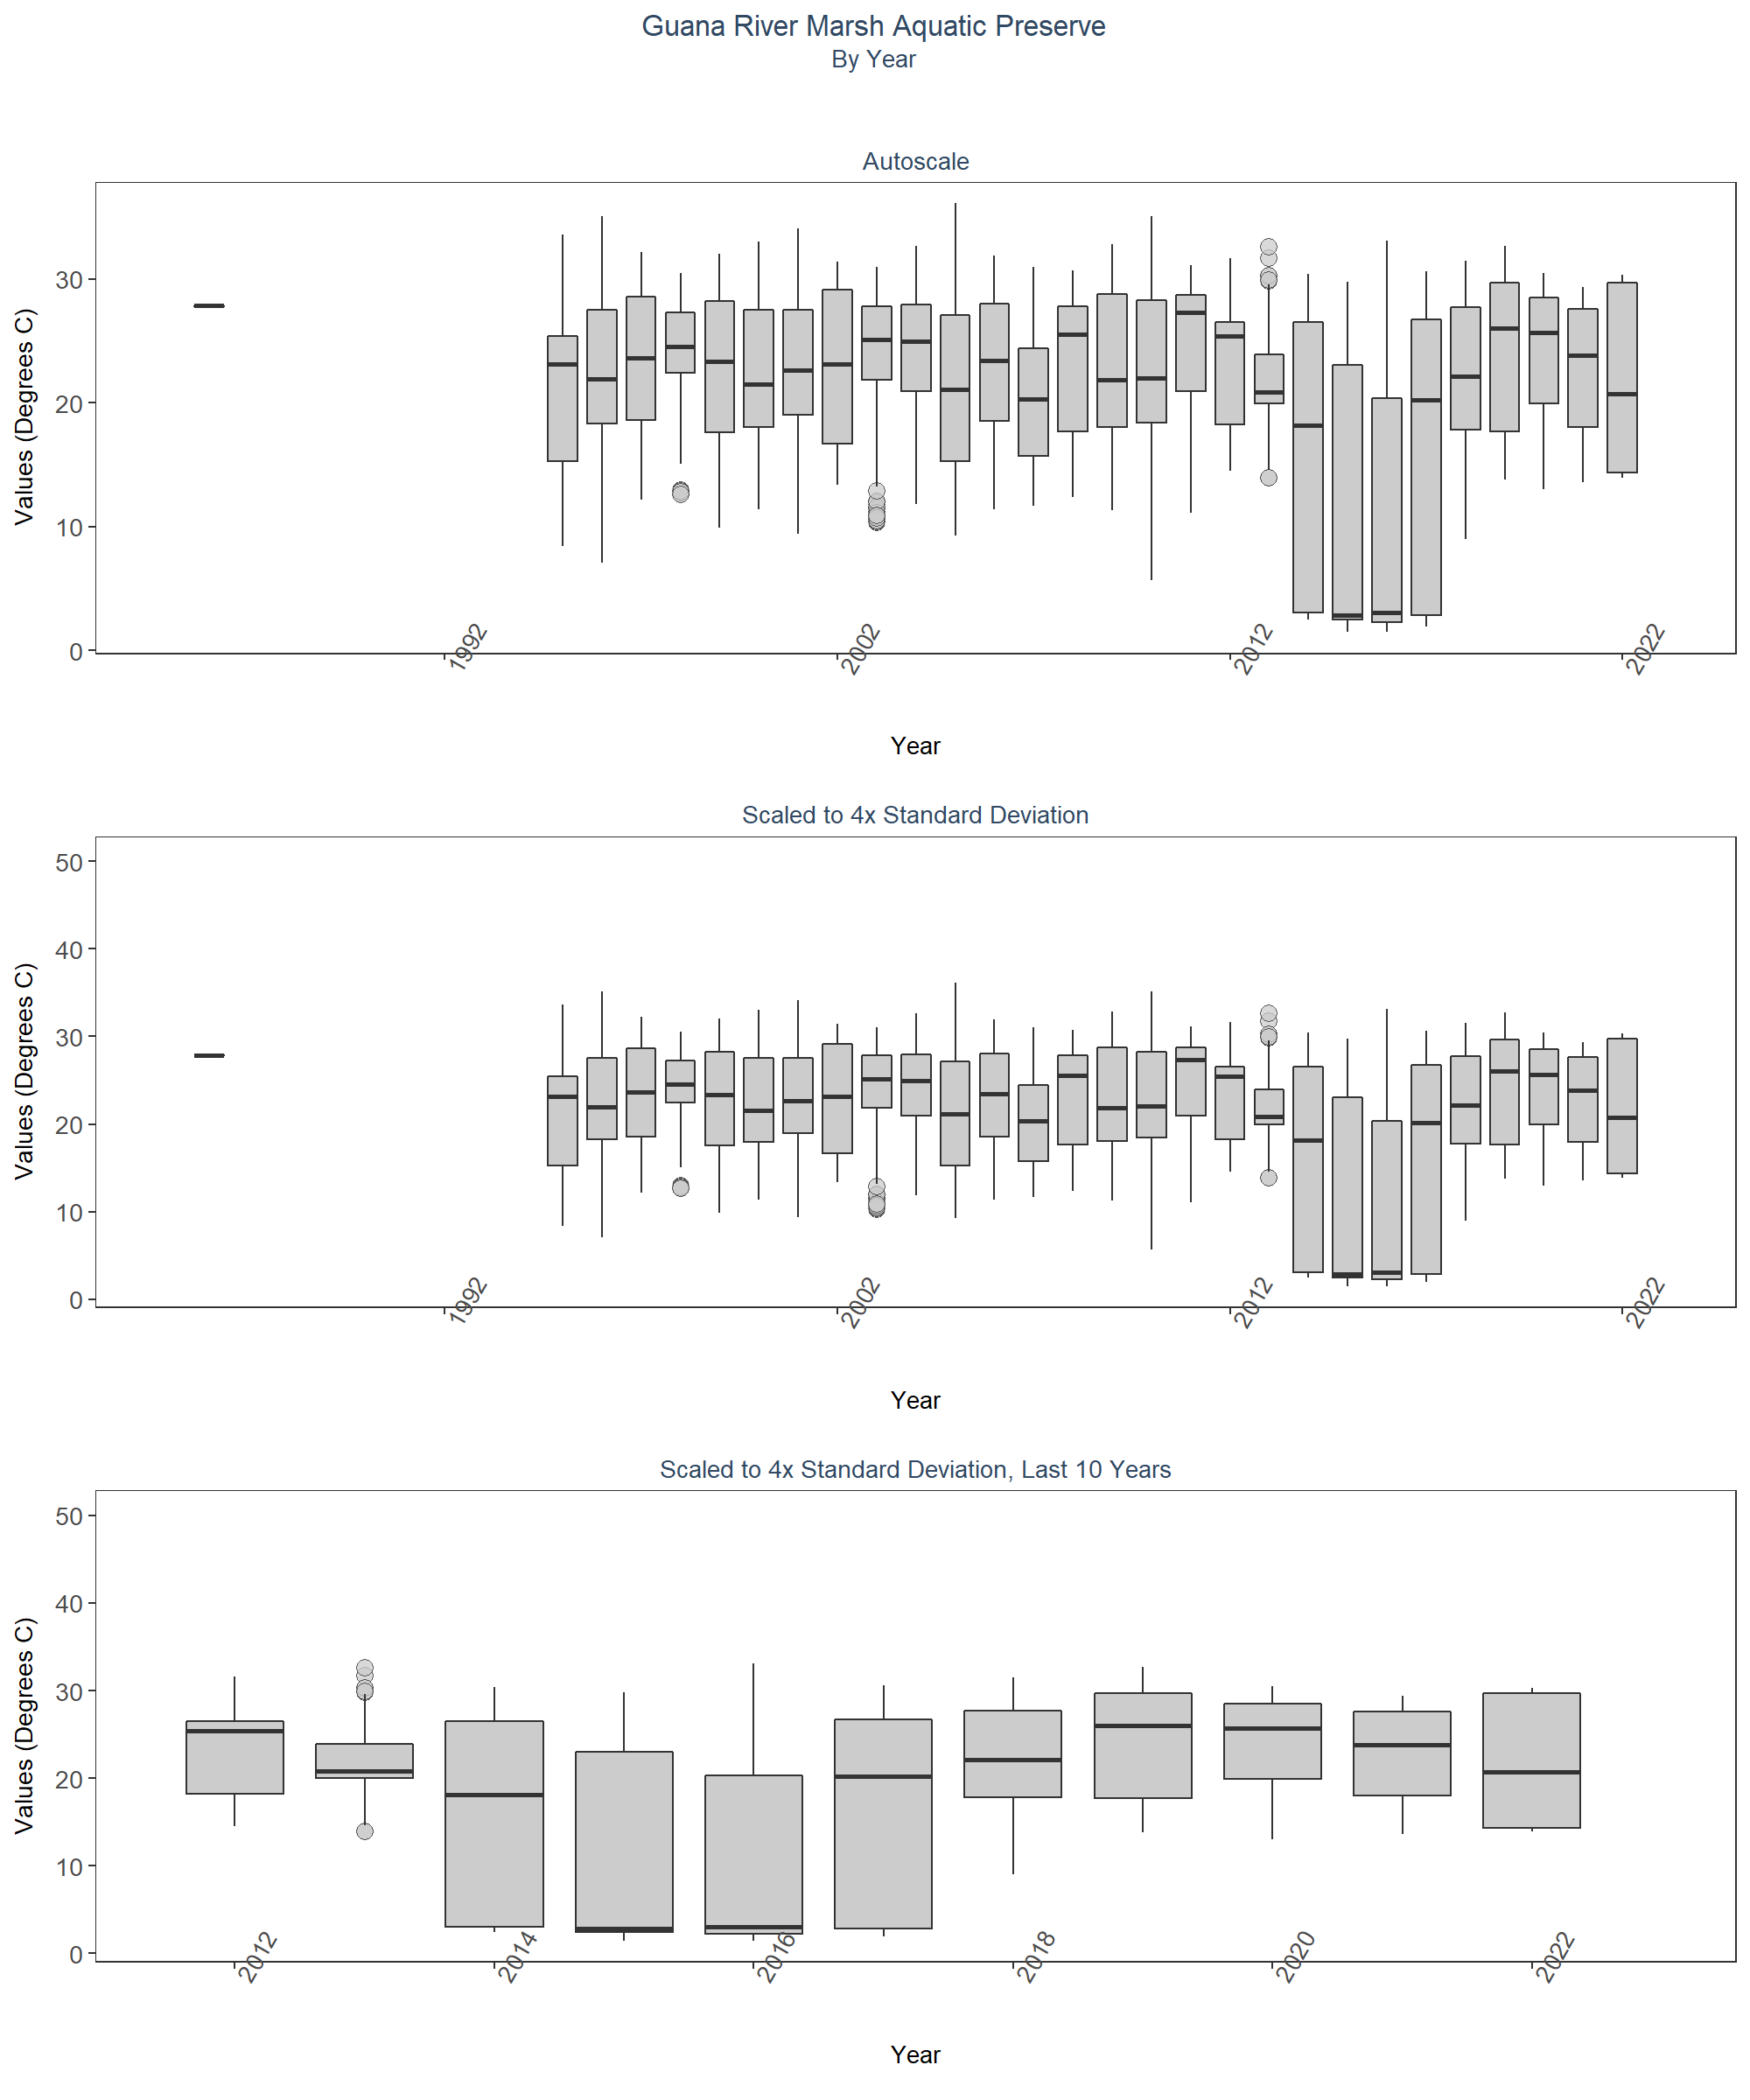 Guana River Marsh Aquatic Preserve
By Year
Autoscale
Values (Degrees C)
30
20
10
0
1992
2002
2012
2022
Year
Scaled to 4x Standard Deviation
Values (Degrees C)
50
40
30
20
10
0
1992
2002
2012
2022
Year
Scaled to 4x Standard Deviation, Last 10 Years
Values (Degrees C)
50
40
30
20
10
0
2012
2014
2016
2018
2020
2022
Year